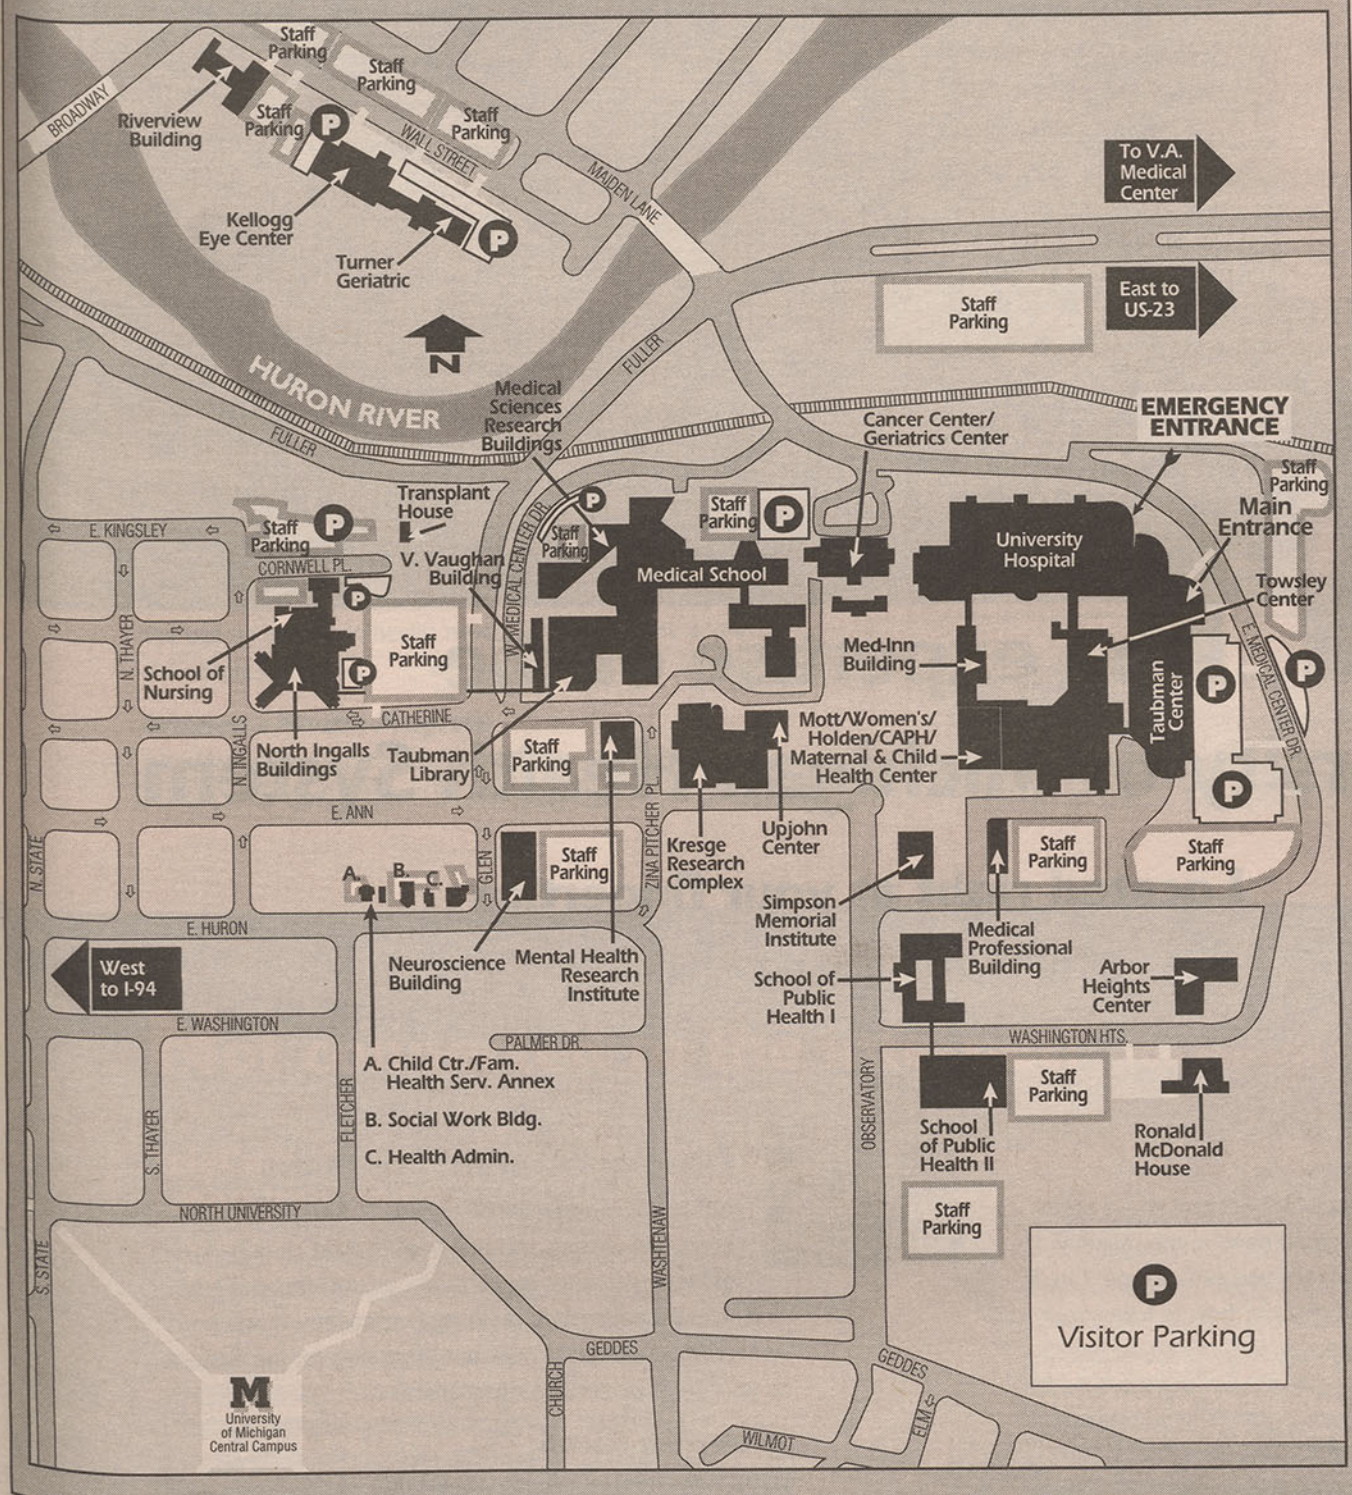 Staff
Parking
Staff
Parking
Staff
Parking
Staff
Parking
P
BROADWAY
Riverview
Building
WALL STREET
MAIDEN LANE
To V.A.
Medical
Center
Kellogg
Eye Center
P
Turner
Geriatric
East to
US-23
Staff
Parking
N
HURON RIVER
FULLER
FULLER
Medical
Sciences
Research
Buildings
Cancer Center/
Geriatrics Center
EMERGENCY
ENTRANCE
Staff
Parking
Main
Entrance
Transplant
House
P
Staff
Parking
E. KINGSLEY
CORNWELL PL.
P
Staff
Parking
P
Staff
Parking
W. MEDICAL CENTER DR.
V. Vaughan
Building
Medical School
University
Hospital
Towsley
Center
P
Staff
Parking
N. THAYER
School of
Nursing
P
Med-Inn
Building
Taubman
Center
P
P
E. MEDICAL CENTER DR.
CATHERINE
N. INGALLS
North Ingalls
Buildings
Taubman
Library
Staff
Parking
Mott/Women's/
Holden/CAPH/
Maternal & Child
Health Center
P
E. ANN
ZINA PITCHER PL.
Kresge
Research
Complex
Upjohn
Center
N. STATE
A.
B.
C.
GLEN
Staff
Parking
Staff
Parking
Staff
Parking
Simpson
Memorial
Institute
E. HURON
West
to I-94
Neuroscience
Building
Mental Health
Research
Institute
Medical
Professional
Building
School of
Public
Health I
Arbor
Heights
Center
E. WASHINGTON
PALMER DR.
WASHINGTON HTS.
A. Child Ctr./Fam.
Health Serv. Annex
B. Social Work Bldg.
C. Health Admin.
S. THAYER
FLETCHER
OBSERVATORY
Staff
Parking
School
of Public
Health II
Ronald
McDonald
House
Staff
Parking
NORTH UNIVERSITY
S. STATE
WASHTENAW
P
Visitor Parking
GEDDES
GEDDES
CHURCH
ELM
WILMOT
M
University
of Michigan
Central Campus